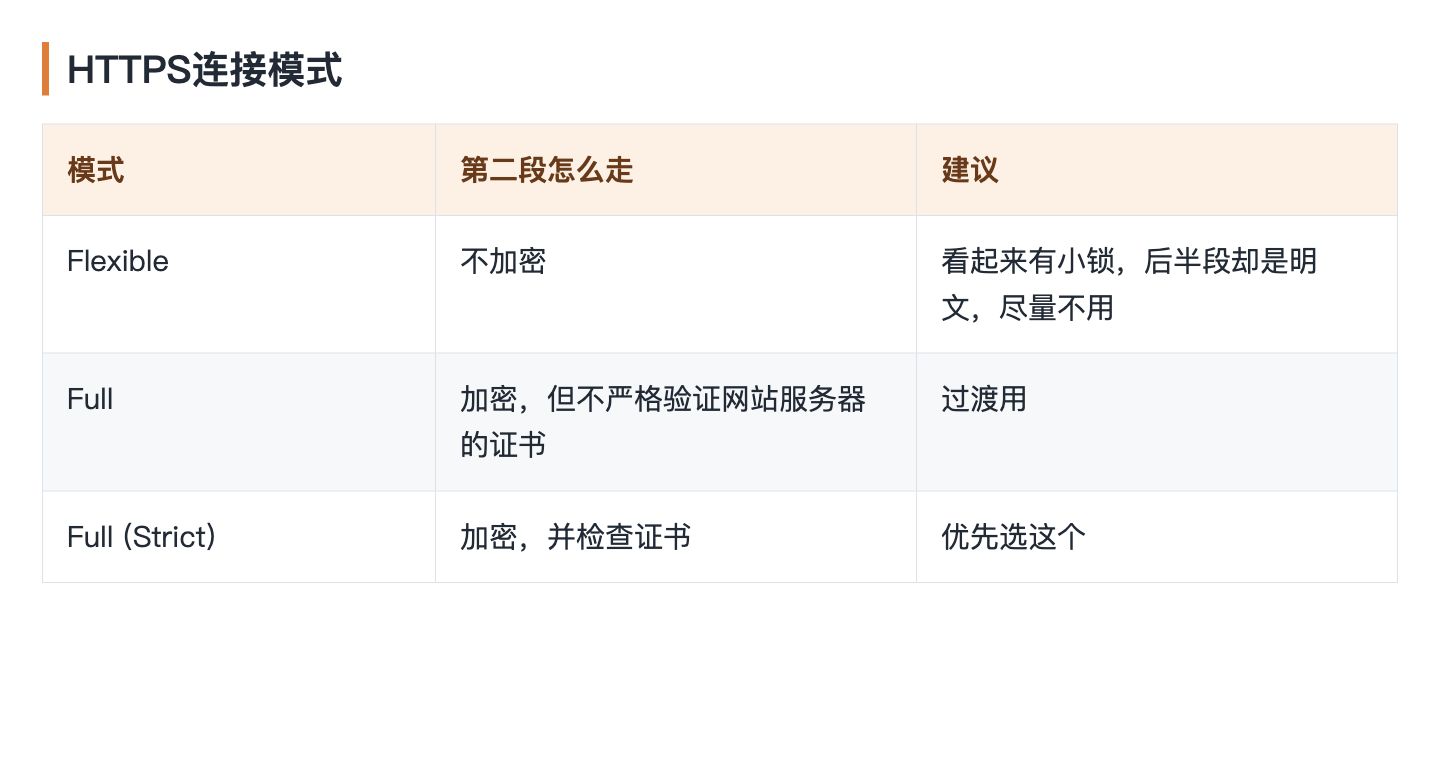 HTTPS连接模式
模式
第二段怎么走
建议
Flexible
不加密
看起来有小锁，后半段却是明
文，尽量不用
Full
加密，但不严格验证网站服务器
的证书
过渡用
Full (Strict)
加密，并检查证书
优先选这个